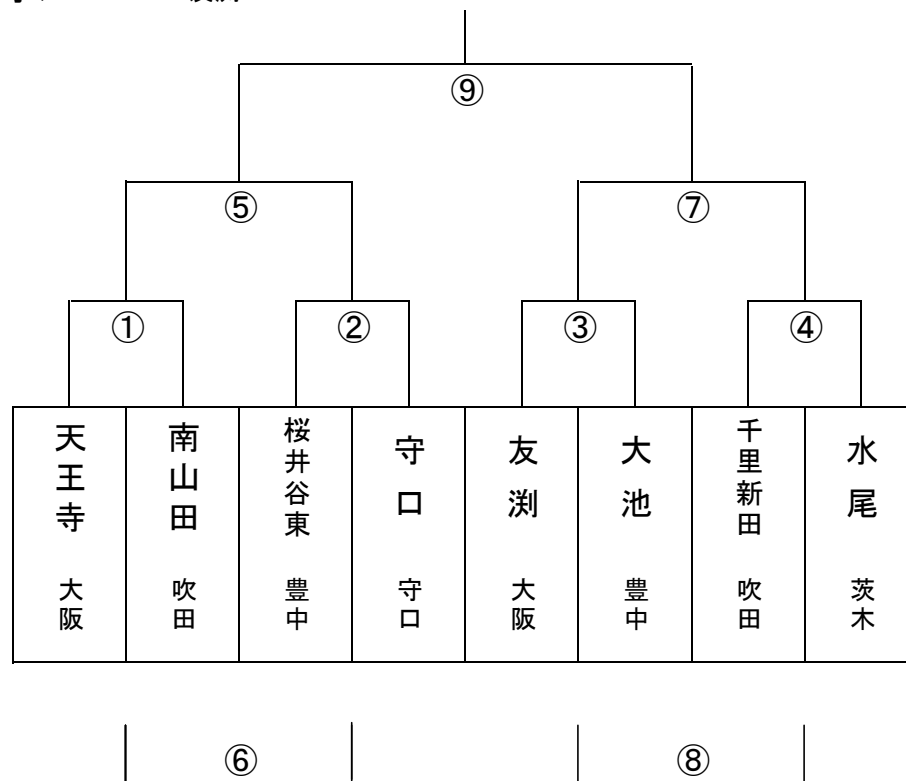 ⑨
⑤ ⑦
① ② ③ ④
天王寺 南山田 桜井谷東 守口 友渕 大池 千里新田 水尾
大阪 吹田 豊中 守口 大阪 豊中 吹田 茨木
⑥ ⑧